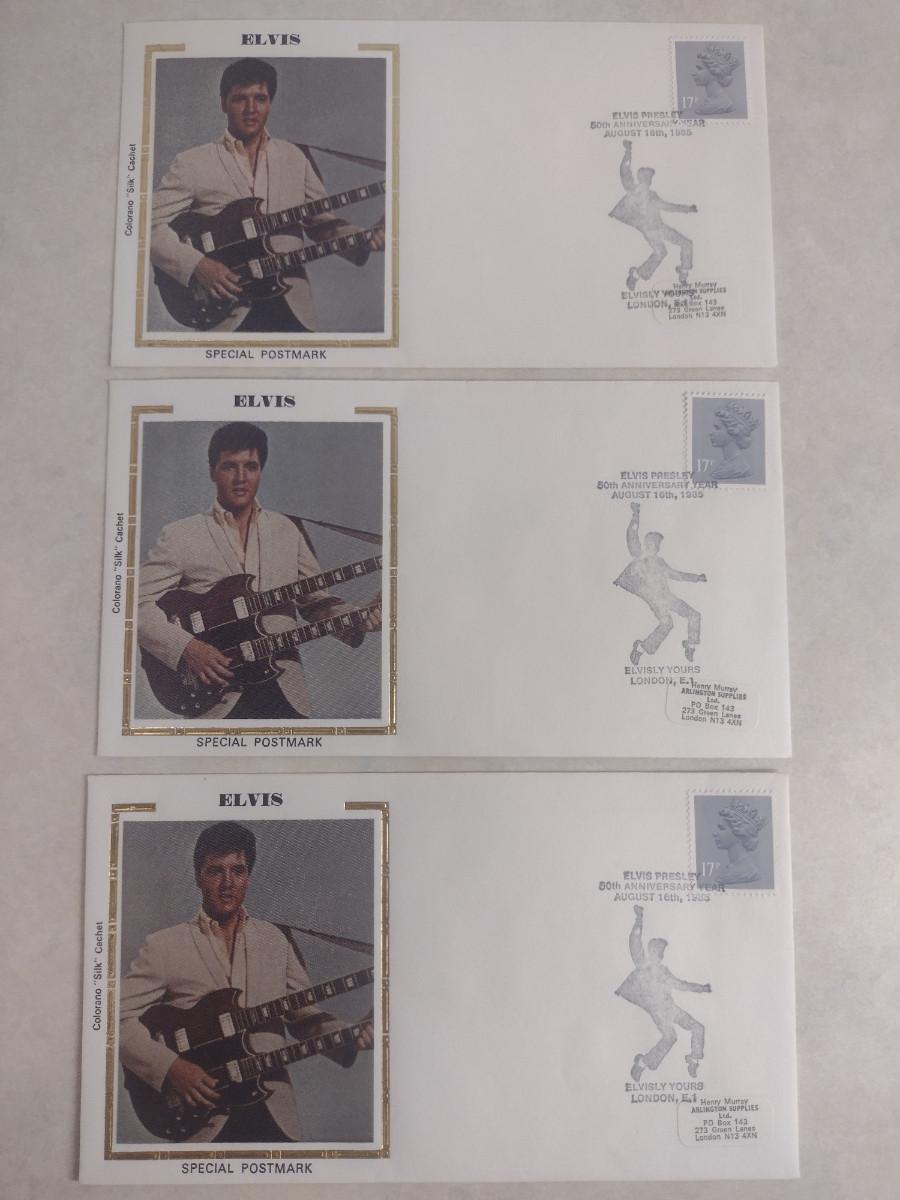 ELVIS
Colorano "Silk" Cachet
SPECIAL POSTMARK
17P
ELVIS PRESLEY
50th ANNIVERSARY YEAR
AUGUST 16th, 1985
ELVISLY YOURS
LONDON, E.1
Henry Murray
ARLINGTON SUPPLIES
Ltd.
PO Box 143
273 Green Lanes
London N13 4XN
ELVIS
Colorano "Silk" Cachet
SPECIAL POSTMARK
17P
ELVIS PRESLEY
50th ANNIVERSARY YEAR
AUGUST 16th, 1985
ELVISLY YOURS
LONDON, E.1
Henry Murray
ARLINGTON SUPPLIES
Ltd.
PO Box 143
273 Green Lanes
London N13 4XN
ELVIS
Colorano "Silk" Cachet
SPECIAL POSTMARK
17P
ELVIS PRESLEY
50th ANNIVERSARY YEAR
AUGUST 16th, 1985
ELVISLY YOURS
LONDON, E.1
Henry Murray
ARLINGTON SUPPLIES
Ltd.
PO Box 143
273 Green Lanes
London N13 4XN